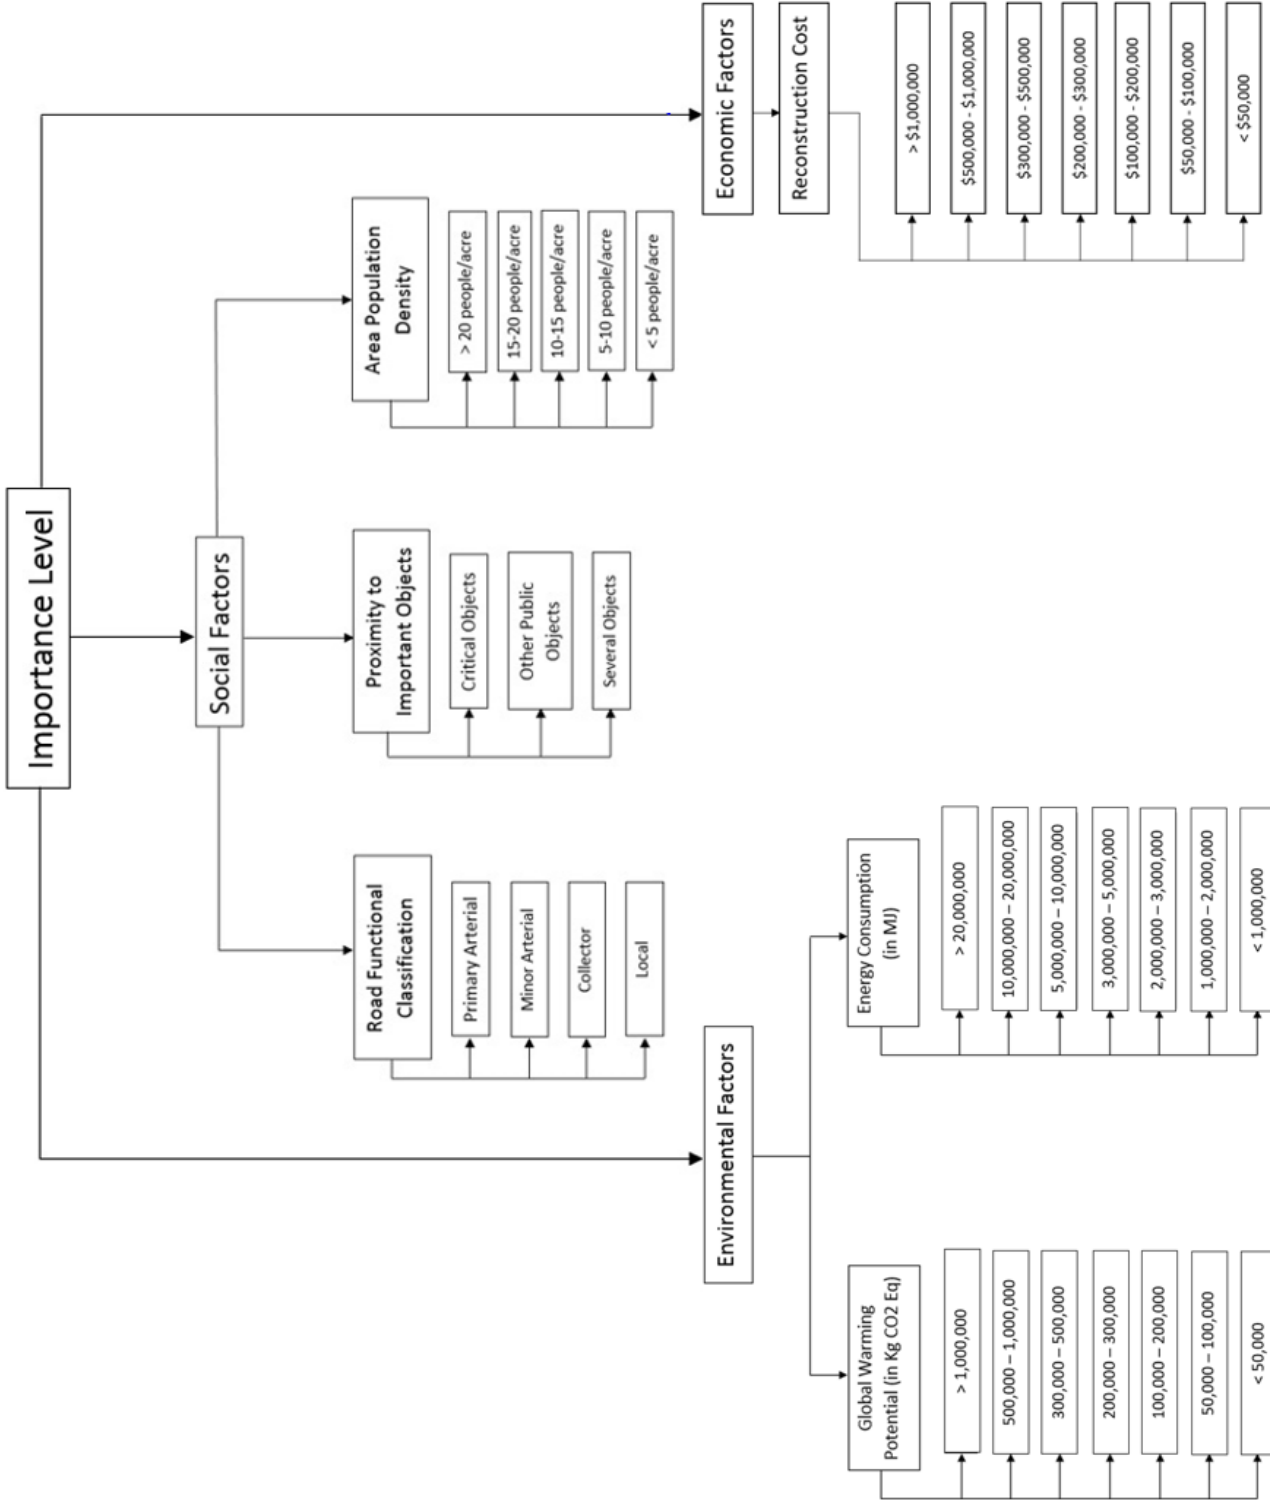 Importance Level
Social Factors
Road Functional
Classification
Primary Arterial
Minor Arterial
Collector
Local
Proximity to
Important Objects
Critical Objects
Other Public
Objects
Several Objects
Area Population
Density
> 20 people/acre
15-20 people/acre
10-15 people/acre
5-10 people/acre
< 5 people/acre
Environmental Factors
Global Warming
Potential (in Kg CO2 Eq)
> 1,000,000
500,000 – 1,000,000
300,000 – 500,000
200,000 – 300,000
100,000 – 200,000
50,000 – 100,000
< 50,000
Energy Consumption
(in MJ)
> 20,000,000
10,000,000 – 20,000,000
5,000,000 – 10,000,000
3,000,000 – 5,000,000
2,000,000 – 3,000,000
1,000,000 – 2,000,000
< 1,000,000
Economic Factors
Reconstruction Cost
> $1,000,000
$500,000 - $1,000,000
$300,000 - $500,000
$200,000 - $300,000
$100,000 - $200,000
$50,000 - $100,000
< $50,000